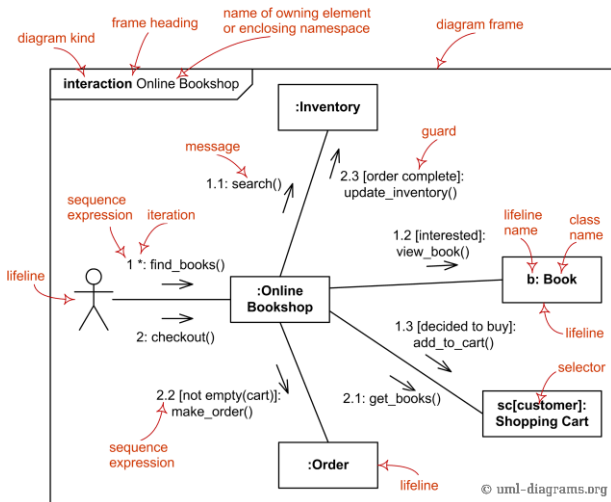 name of owning element
or enclosing namespace
frame heading
diagram kind
diagram frame
interaction Online Bookshop
:Inventory
message
guard
1.1: search()
2.3 [order complete]:
update_inventory()
sequence
expression
iteration
1 *: find_books()
lifeline
2: checkout()
:Online
Bookshop
1.2 [interested]:
view_book()
lifeline
name
class
name
b: Book
lifeline
1.3 [decided to buy]:
add_to_cart()
selector
2.1: get_books()
sc[customer]:
Shopping Cart
2.2 [not empty(cart)]:
make_order()
sequence
expression
:Order
lifeline
© uml-diagrams.org